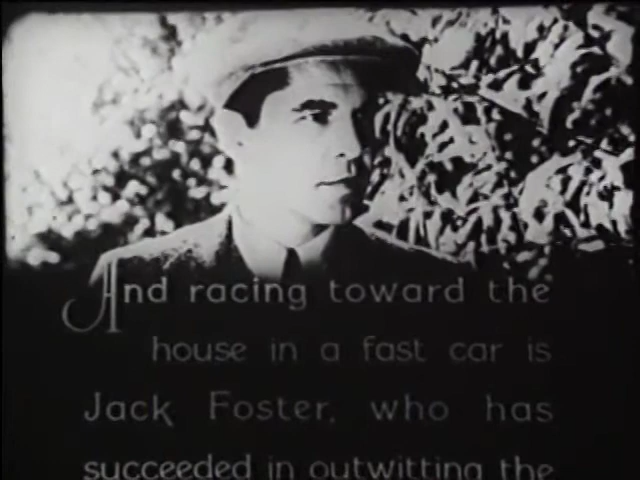 And racing toward the
house in a fast car is
Jack Foster, who has
succeeded in outwitting the